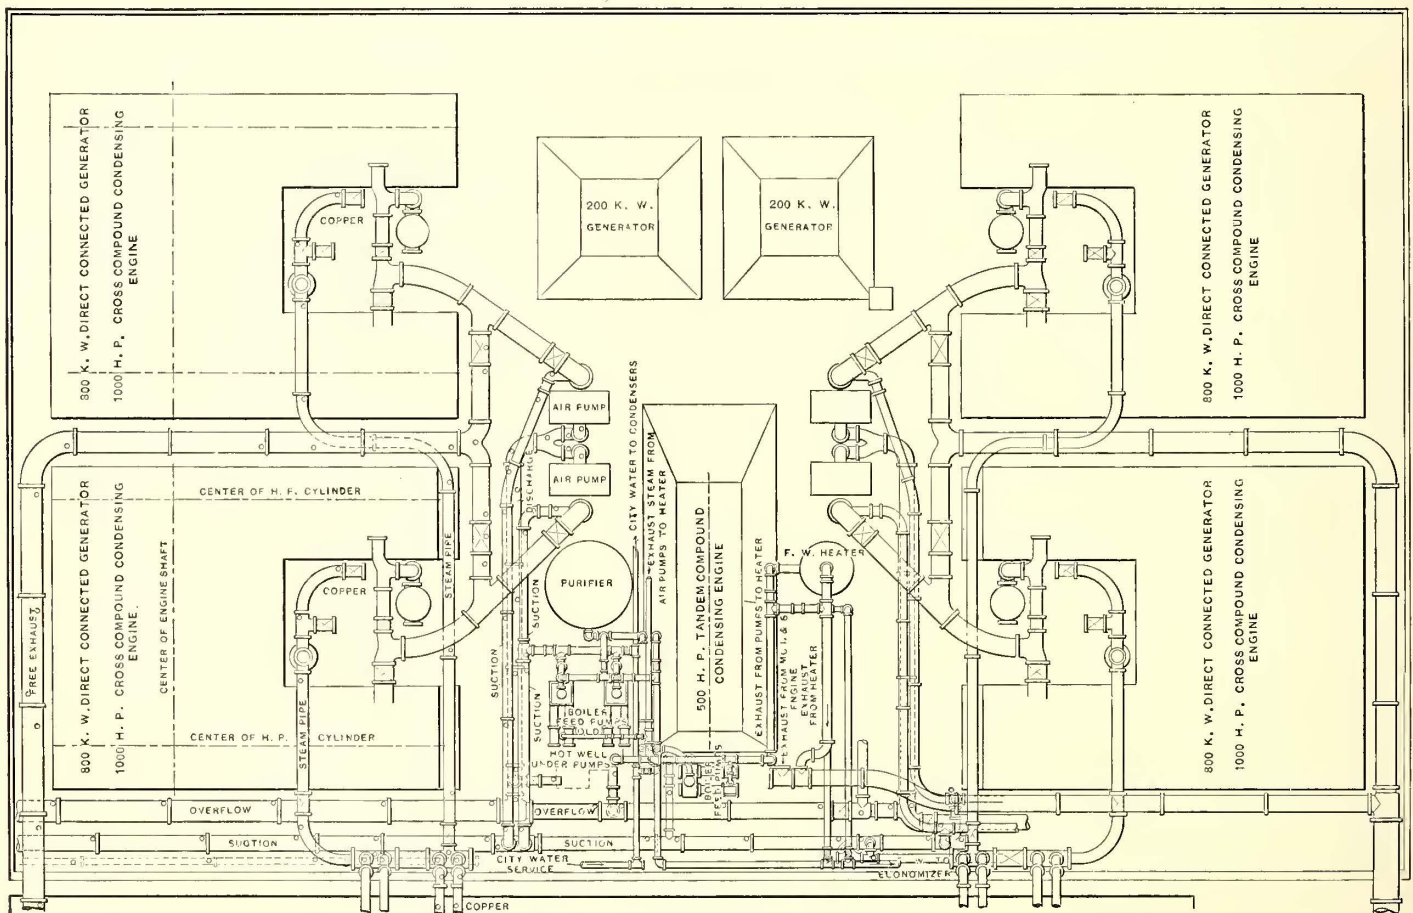 800 K. W. DIRECT CONNECTED GENERATOR
1000 H. P. CROSS COMPOUND CONDENSING
ENGINE
COPPER
200 K. W.
GENERATOR
200 K. W.
GENERATOR
800 K. W. DIRECT CONNECTED GENERATOR
1000 H. P. CROSS COMPOUND CONDENSING
ENGINE
AIR PUMP
AIR PUMP
DISCHARGE
CITY WATER TO CONDENSERS
EXHAUST STEAM FROM
AIR PUMPS TO HEATER
500 H. P. TANDEM COMPOUND
CONDENSING ENGINE
800 K. W. DIRECT CONNECTED GENERATOR
1000 H. P. CROSS COMPOUND CONDENSING
ENGINE.
CENTER OF H. P. CYLINDER
CENTER OF ENGINE SHAFT
FREE EXHAUST
COPPER
STEAM PIPE
STEAM PIPE
CENTER OF H. P. CYLINDER
SUCTION
SUCTION
SUCTION
PURIFIER
BOILER
FEED PUMPS
HOT WELL
UNDER PUMPS
F. W. HEATER
EXHAUST FROM PUMPS TO HEATER
EXHAUST FROM
ENGINE
EXHAUST
FROM HEATER
BOILER
FEED PUMPS
800 K. W. DIRECT CONNECTED GENERATOR
1000 H. P. CROSS COMPOUND CONDENSING
ENGINE
OVERFLOW
OVERFLOW
SUCTION
SUCTION
CITY WATER
SERVICE
TO
ECONOMIZER
COPPER